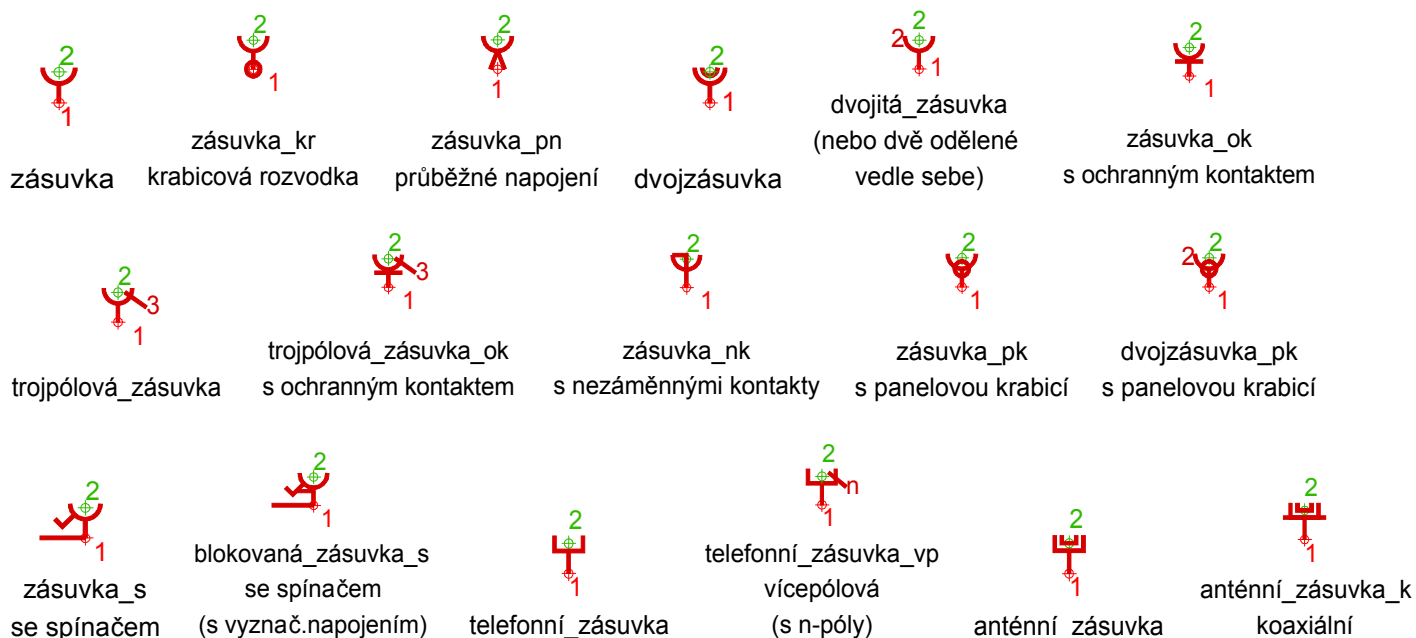 2
1
zásuvka
2
1
zásuvka_kr
krabicová rozvodka
2
1
zásuvka_pn
průběžné napojení
2
1
dvojzásuvka
2
2
1
dvojitá_zásuvka
(nebo dvě odělené
vedle sebe)
2
1
zásuvka_ok
s ochranným kontaktem
2
3
1
trojpólová_zásuvka
2
3
1
trojpólová_zásuvka_ok
s ochranným kontaktem
2
1
zásuvka_nk
s nezáměnnými kontakty
2
1
zásuvka_pk
s panelovou krabicí
2
2
1
dvojzásuvka_pk
s panelovou krabicí
2
1
zásuvka_s
se spínačem
2
1
blokovaná_zásuvka_s
se spínačem
(s vyznač.napojením)
2
1
telefonní_zásuvka
2
n
1
telefonní_zásuvka_vp
vícepólová
(s n-póly)
2
1
anténní_zásuvka
2
1
anténní_zásuvka_k
koaxiální